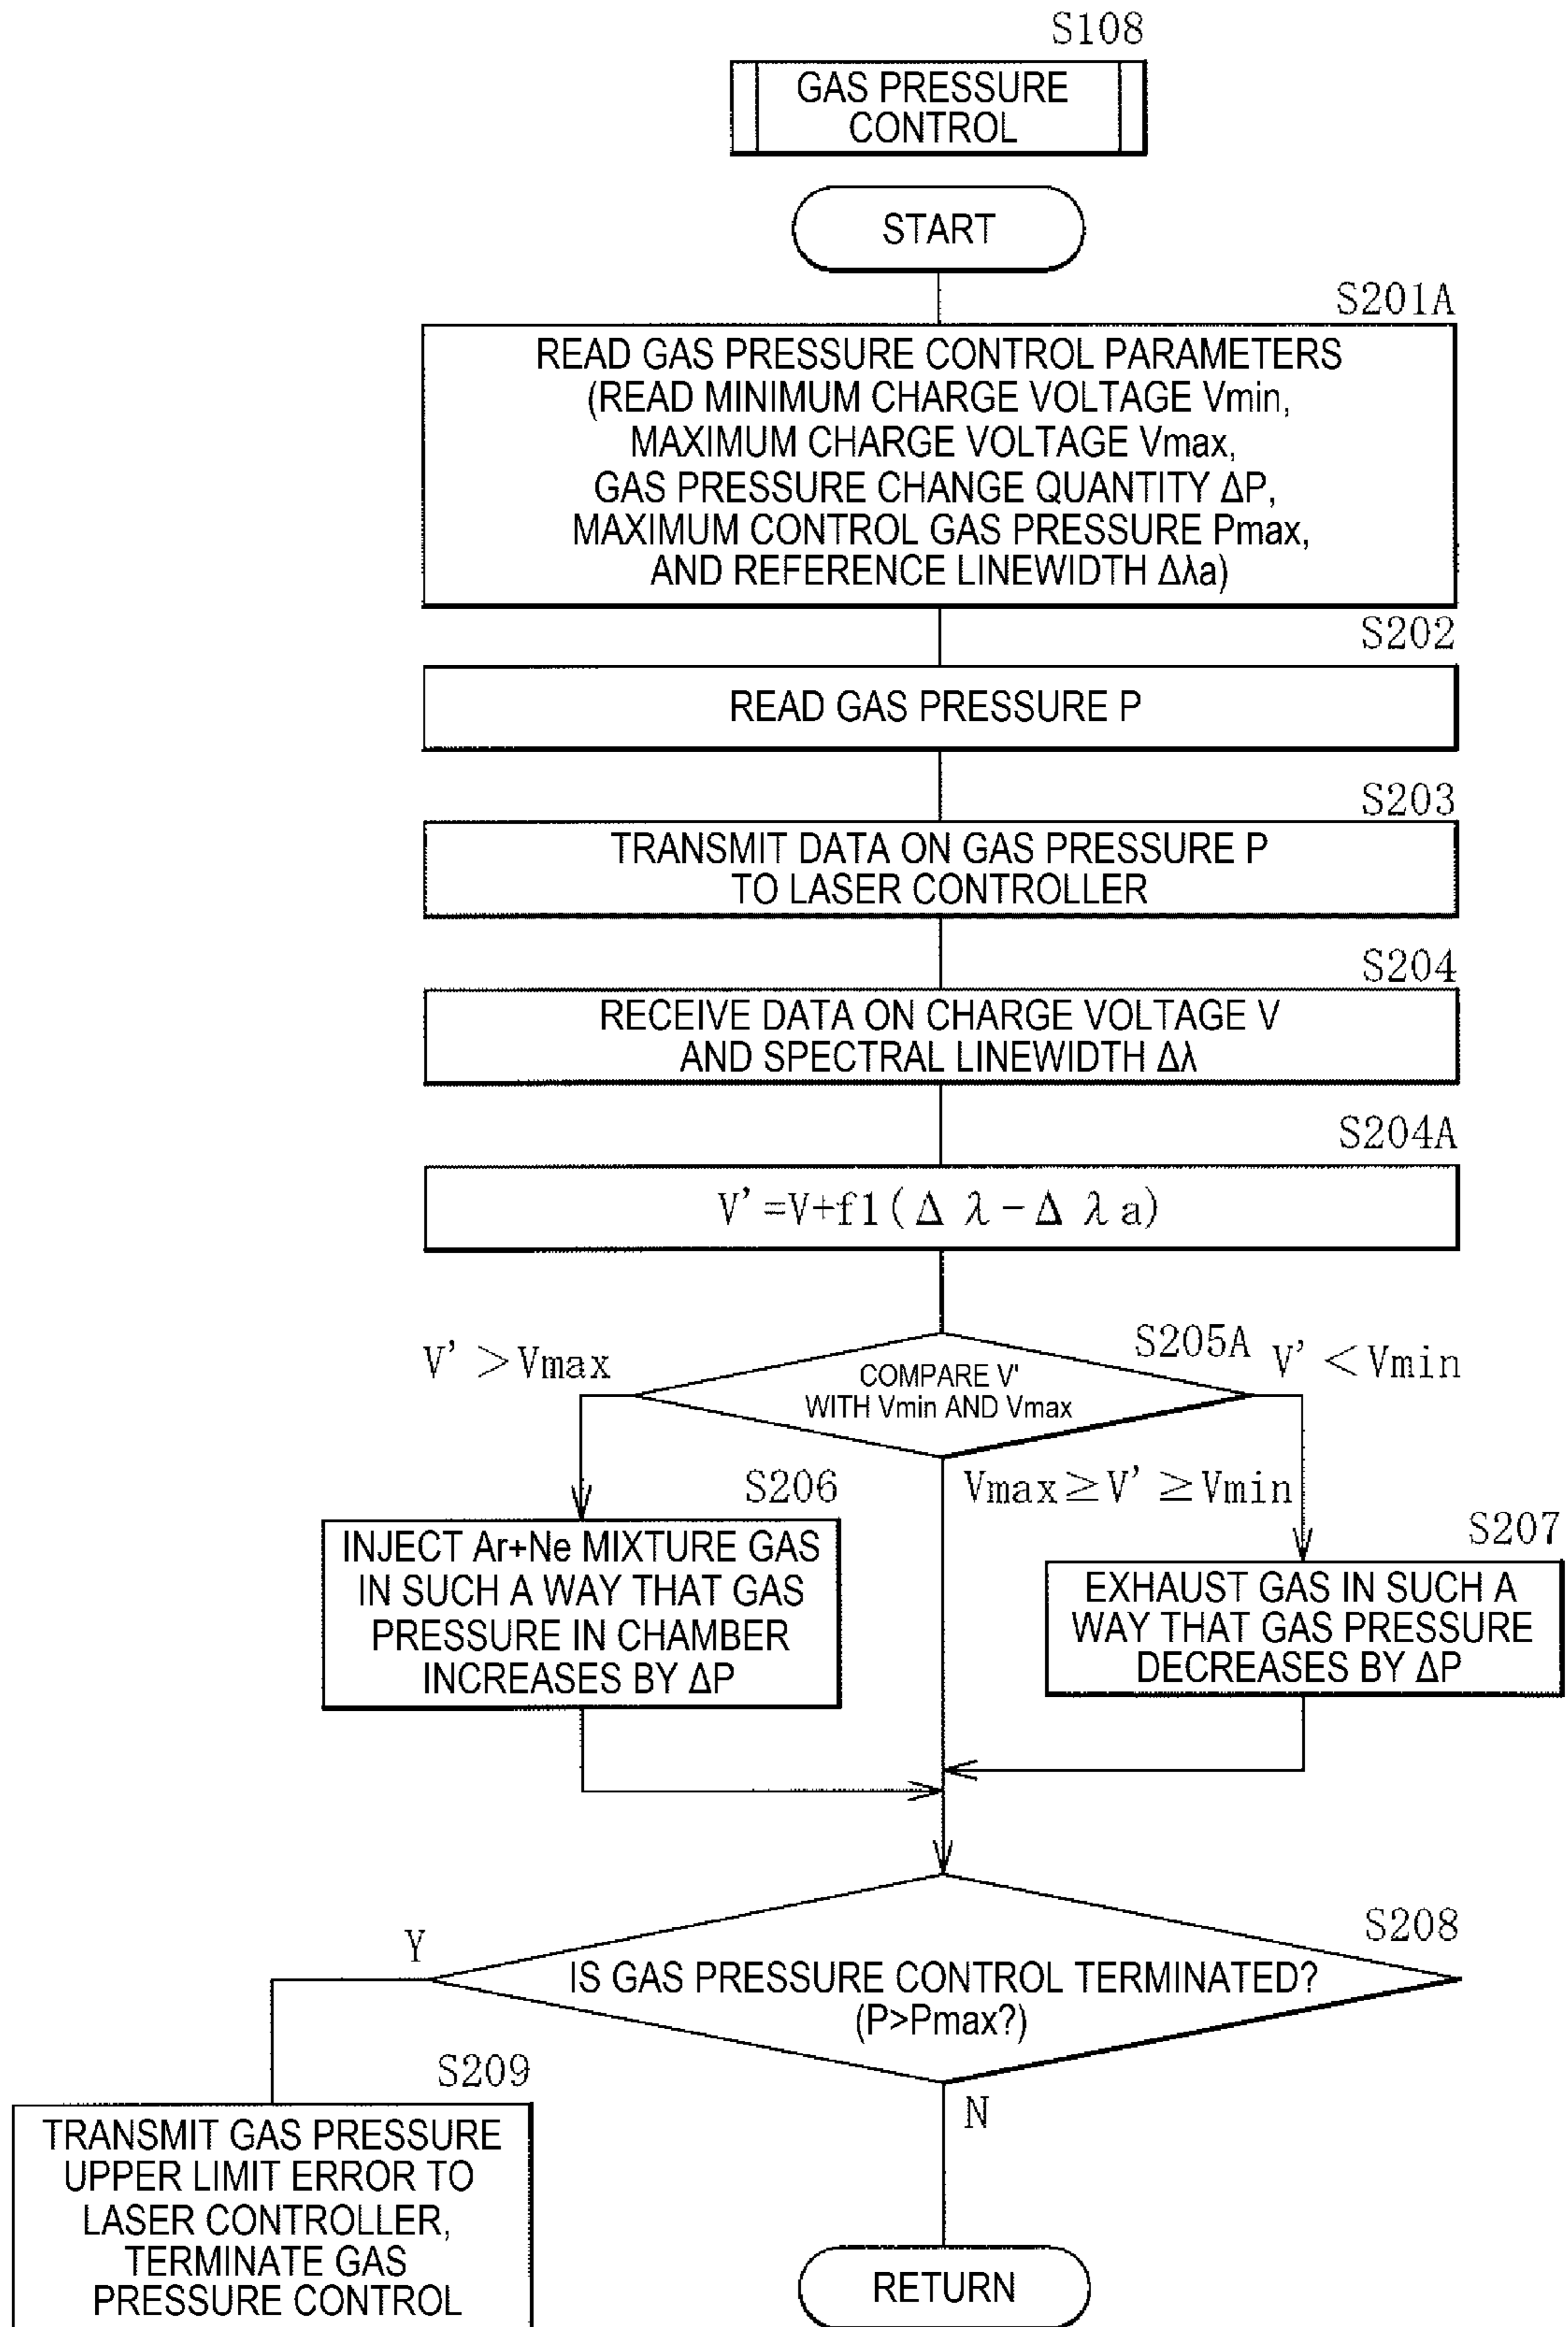 S108
GAS PRESSURE
CONTROL
START
S201A
READ GAS PRESSURE CONTROL PARAMETERS
(READ MINIMUM CHARGE VOLTAGE Vmin,
MAXIMUM CHARGE VOLTAGE Vmax,
GAS PRESSURE CHANGE QUANTITY ΔP,
MAXIMUM CONTROL GAS PRESSURE Pmax,
AND REFERENCE LINEWIDTH Δλa)
S202
READ GAS PRESSURE P
S203
TRANSMIT DATA ON GAS PRESSURE P
TO LASER CONTROLLER
S204
RECEIVE DATA ON CHARGE VOLTAGE V
AND SPECTRAL LINEWIDTH Δλ
S204A
V'=V+f1(Δ λ-Δ λ a)
S205A
V' >Vmax
V' <Vmin
COMPARE V'
WITH Vmin AND Vmax
Vmax≥V' ≥Vmin
S206
INJECT Ar+Ne MIXTURE GAS
IN SUCH A WAY THAT GAS
PRESSURE IN CHAMBER
INCREASES BY ΔP
S207
EXHAUST GAS IN SUCH A
WAY THAT GAS PRESSURE
DECREASES BY ΔP
S208
Y
IS GAS PRESSURE CONTROL TERMINATED?
(P>Pmax?)
N
S209
TRANSMIT GAS PRESSURE
UPPER LIMIT ERROR TO
LASER CONTROLLER,
TERMINATE GAS
PRESSURE CONTROL
RETURN